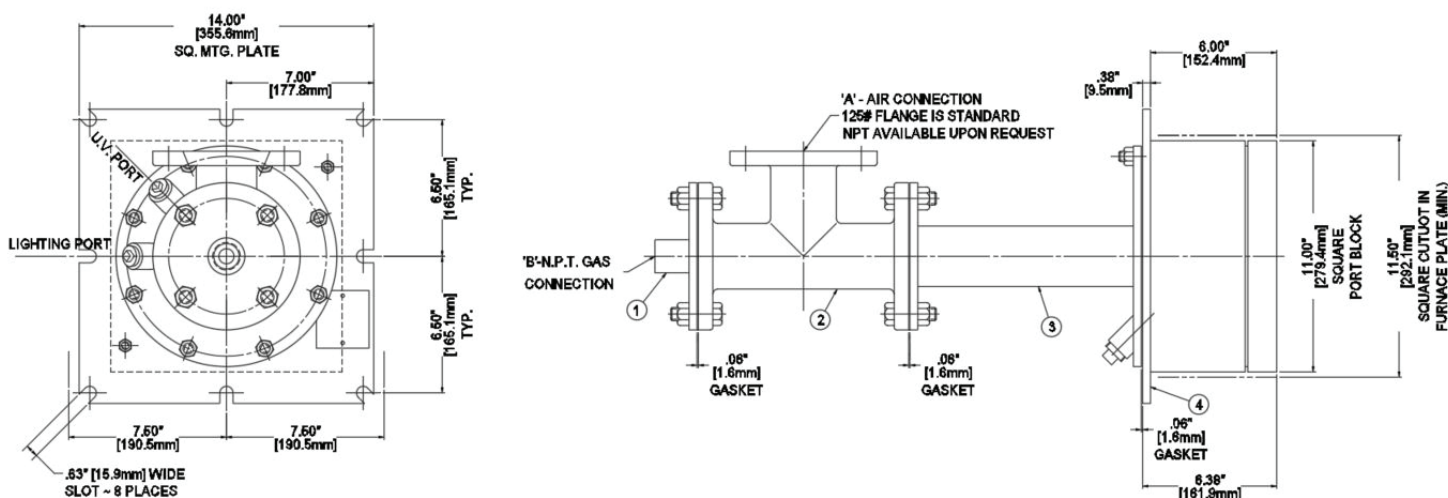 14.00"
[355.6mm]
SQ. MTG. PLATE
7.00"
[177.8mm]
U.V. PORT
LIGHTING PORT
6.50"
[165.1mm]
TYP.
6.50"
[165.1mm]
TYP.
7.50"
[190.5mm]
7.50"
[190.5mm]
.63" [15.9mm] WIDE
SLOT ~ 8 PLACES
'A' - AIR CONNECTION
125# FLANGE IS STANDARD
NPT AVAILABLE UPON REQUEST
'B'-N.P.T. GAS
CONNECTION
1
2
3
4
.06"
[1.6mm]
GASKET
.06"
[1.6mm]
GASKET
.38"
[9.5mm]
6.00"
[152.4mm]
11.00"
[279.4mm]
SQUARE
PORT BLOCK
11.50"
[292.1mm]
SQUARE CUTUOT IN
FURNACE PLATE (MIN.)
.06"
[1.6mm]
GASKET
6.38"
[161.9mm]